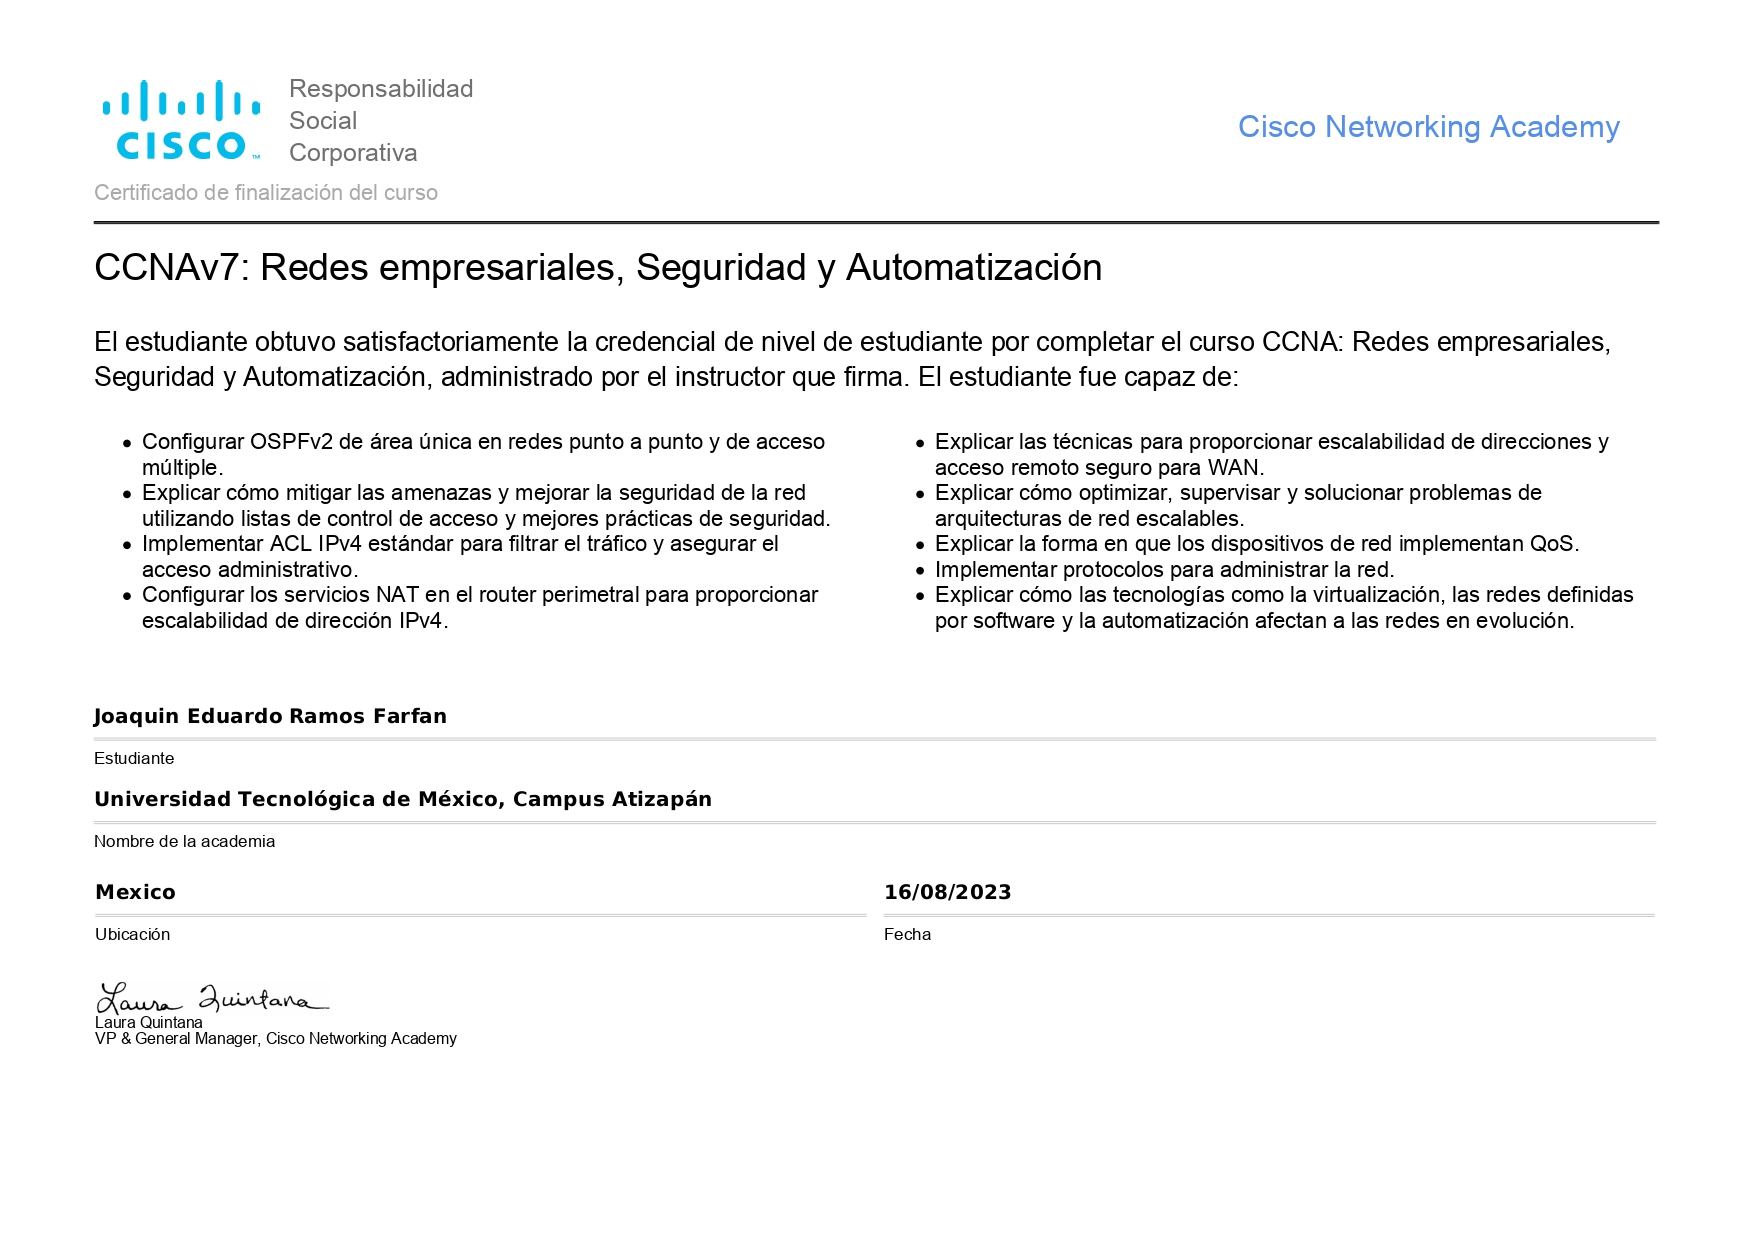 CISCO™
Responsabilidad
Social
Corporativa
Cisco Networking Academy
Certificado de finalización del curso
CCNAv7: Redes empresariales, Seguridad y Automatización
El estudiante obtuvo satisfactoriamente la credencial de nivel de estudiante por completar el curso CCNA: Redes empresariales,
Seguridad y Automatización, administrado por el instructor que firma. El estudiante fue capaz de:
• Configurar OSPFv2 de área única en redes punto a punto y de acceso
múltiple.
• Explicar cómo mitigar las amenazas y mejorar la seguridad de la red
utilizando listas de control de acceso y mejores prácticas de seguridad.
• Implementar ACL IPv4 estándar para filtrar el tráfico y asegurar el
acceso administrativo.
• Configurar los servicios NAT en el router perimetral para proporcionar
escalabilidad de dirección IPv4.
• Explicar las técnicas para proporcionar escalabilidad de direcciones y
acceso remoto seguro para WAN.
• Explicar cómo optimizar, supervisar y solucionar problemas de
arquitecturas de red escalables.
• Explicar la forma en que los dispositivos de red implementan QoS.
• Implementar protocolos para administrar la red.
• Explicar cómo las tecnologías como la virtualización, las redes definidas
por software y la automatización afectan a las redes en evolución.
Joaquin Eduardo Ramos Farfan
Estudiante
Universidad Tecnológica de México, Campus Atizapán
Nombre de la academia
Mexico
Ubicación
16/08/2023
Fecha
Laura Quintana
Laura Quintana
VP & General Manager, Cisco Networking Academy